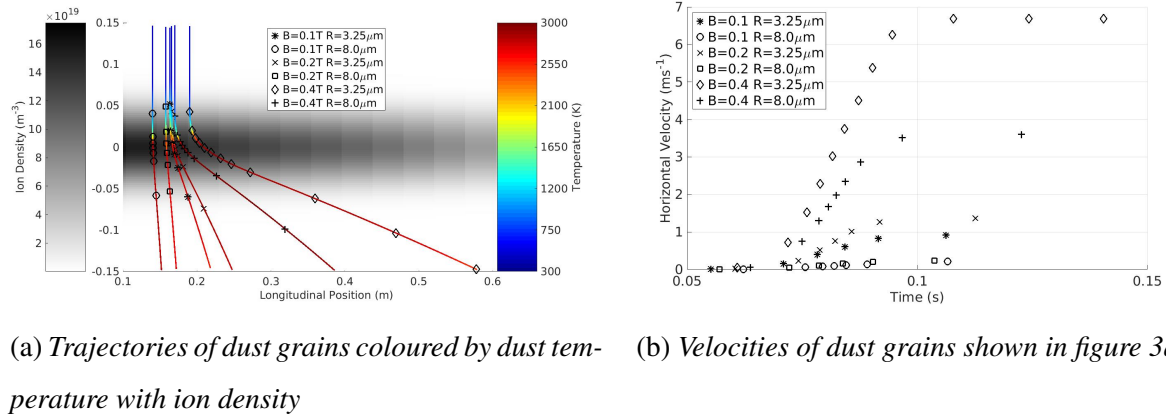 ×10^19
16
14
12
10
8
6
4
2
Ion Density (m^-3)
0.15
0.1
0.05
0
-0.05
-0.1
-0.15
B=0.1T R=3.25μm
B=0.1T R=8.0μm
B=0.2T R=3.25μm
B=0.2T R=8.0μm
B=0.4T R=3.25μm
B=0.4T R=8.0μm
0.1 0.2 0.3 0.4 0.5 0.6
Longitudinal Position (m)
3000
2550
2100
1650
1200
750
300
Temperature (K)
(b)
7
6
5
4
3
2
1
0
Horizontal Velocity (ms^-1)
B=0.1 R=3.25μm
B=0.1 R=8.0μm
B=0.2 R=3.25μm
B=0.2 R=8.0μm
B=0.4 R=3.25μm
B=0.4 R=8.0μm
0.05 0.1 0.15
Time (s)
(a) Trajectories of dust grains coloured by dust tem-
perature with ion density
(b) Velocities of dust grains shown in figure 3